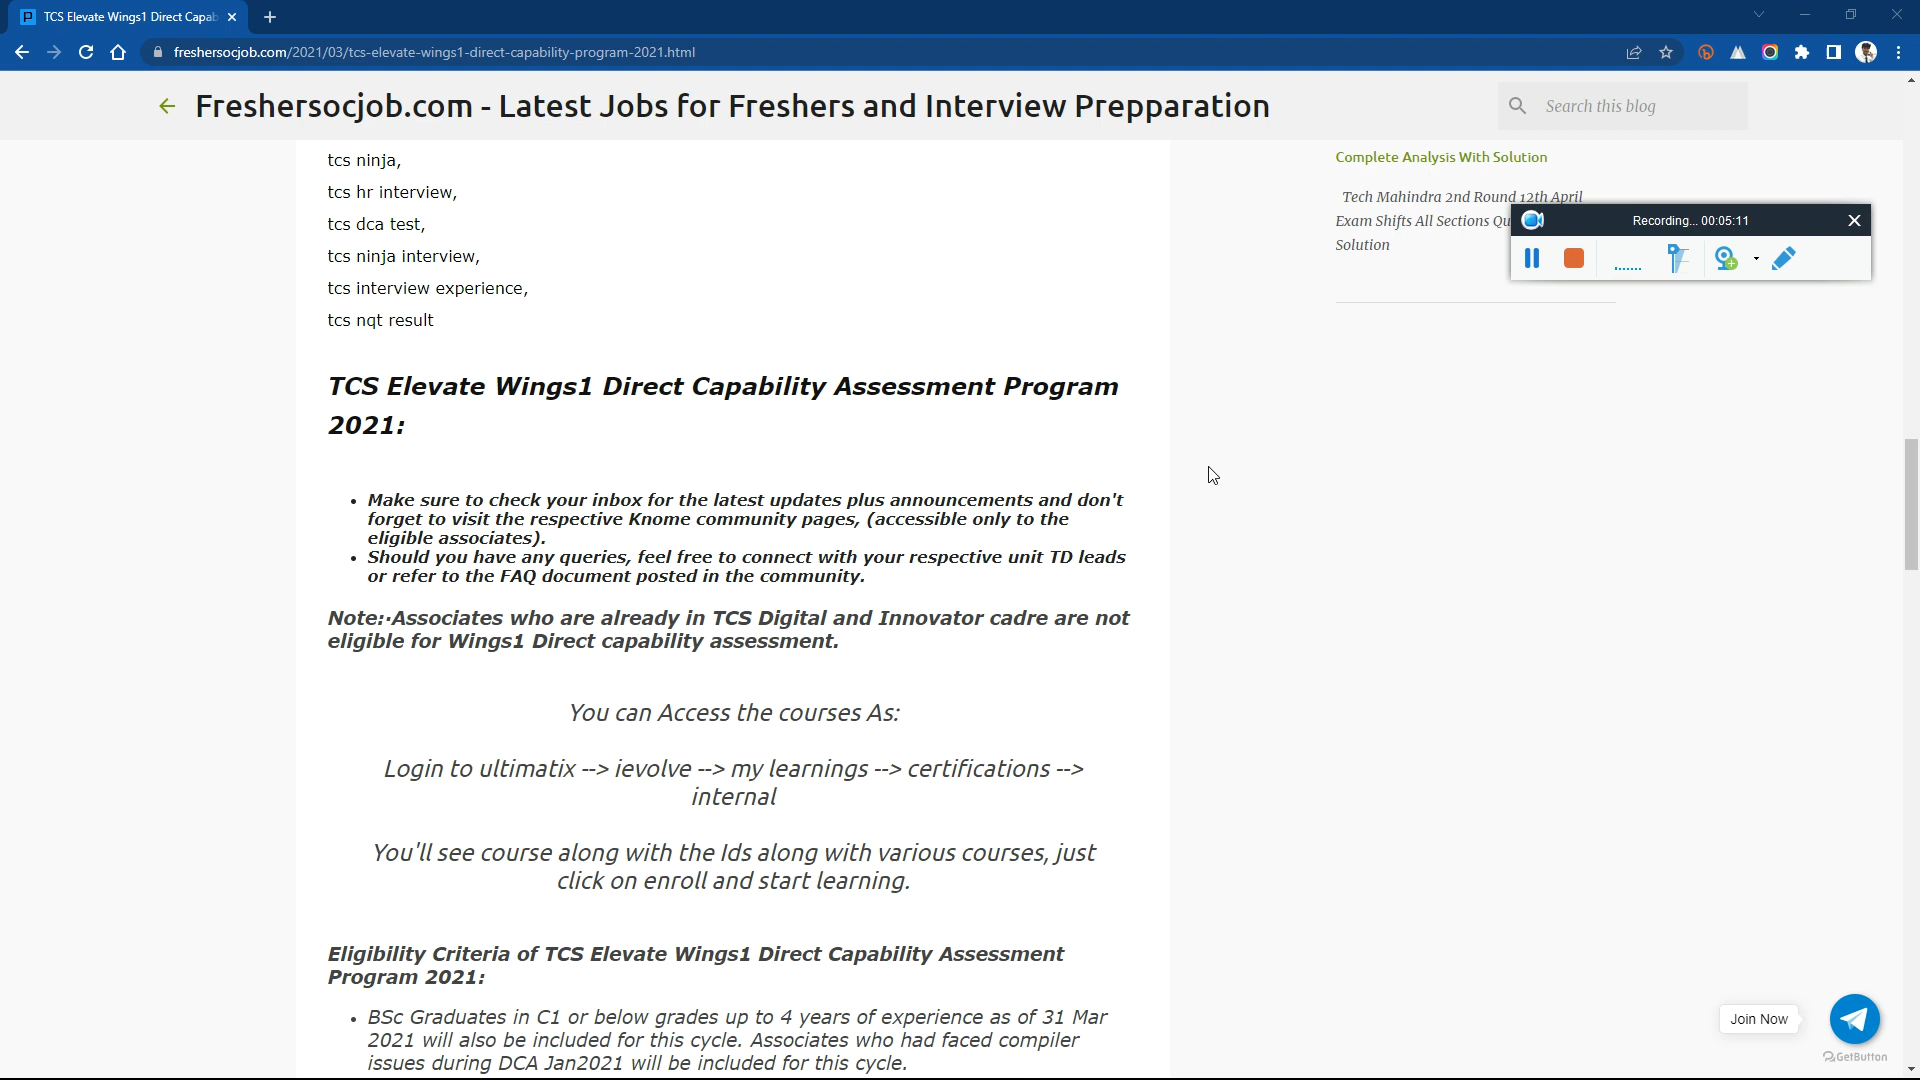 TCS Elevate Wings1 Direct Capab
freshersocjob.com/2021/03/tcs-elevate-wings1-direct-capability-program-2021.html
Freshersocjob.com - Latest Jobs for Freshers and Interview Prepparation
Search this blog
tcs ninja,
tcs hr interview,
tcs dca test,
tcs ninja interview,
tcs interview experience,
tcs nqt result
TCS Elevate Wings1 Direct Capability Assessment Program
2021:
• Make sure to check your inbox for the latest updates plus announcements and don't
forget to visit the respective Knome community pages, (accessible only to the
eligible associates).
• Should you have any queries, feel free to connect with your respective unit TD leads
or refer to the FAQ document posted in the community.
Note:·Associates who are already in TCS Digital and Innovator cadre are not
eligible for Wings1 Direct capability assessment.
You can Access the courses As:
Login to ultimatix --> ievolve --> my learnings --> certifications -->
internal
You'll see course along with the Ids along with various courses, just
click on enroll and start learning.
Eligibility Criteria of TCS Elevate Wings1 Direct Capability Assessment
Program 2021:
• BSc Graduates in C1 or below grades up to 4 years of experience as of 31 Mar
2021 will also be included for this cycle. Associates who had faced compiler
issues during DCA Jan2021 will be included for this cycle.
Complete Analysis With Solution
Tech Mahindra 2nd Round 12th April
Exam Shifts All Sections Qu
Solution
Recording... 00:05:11
Join Now
GetButton